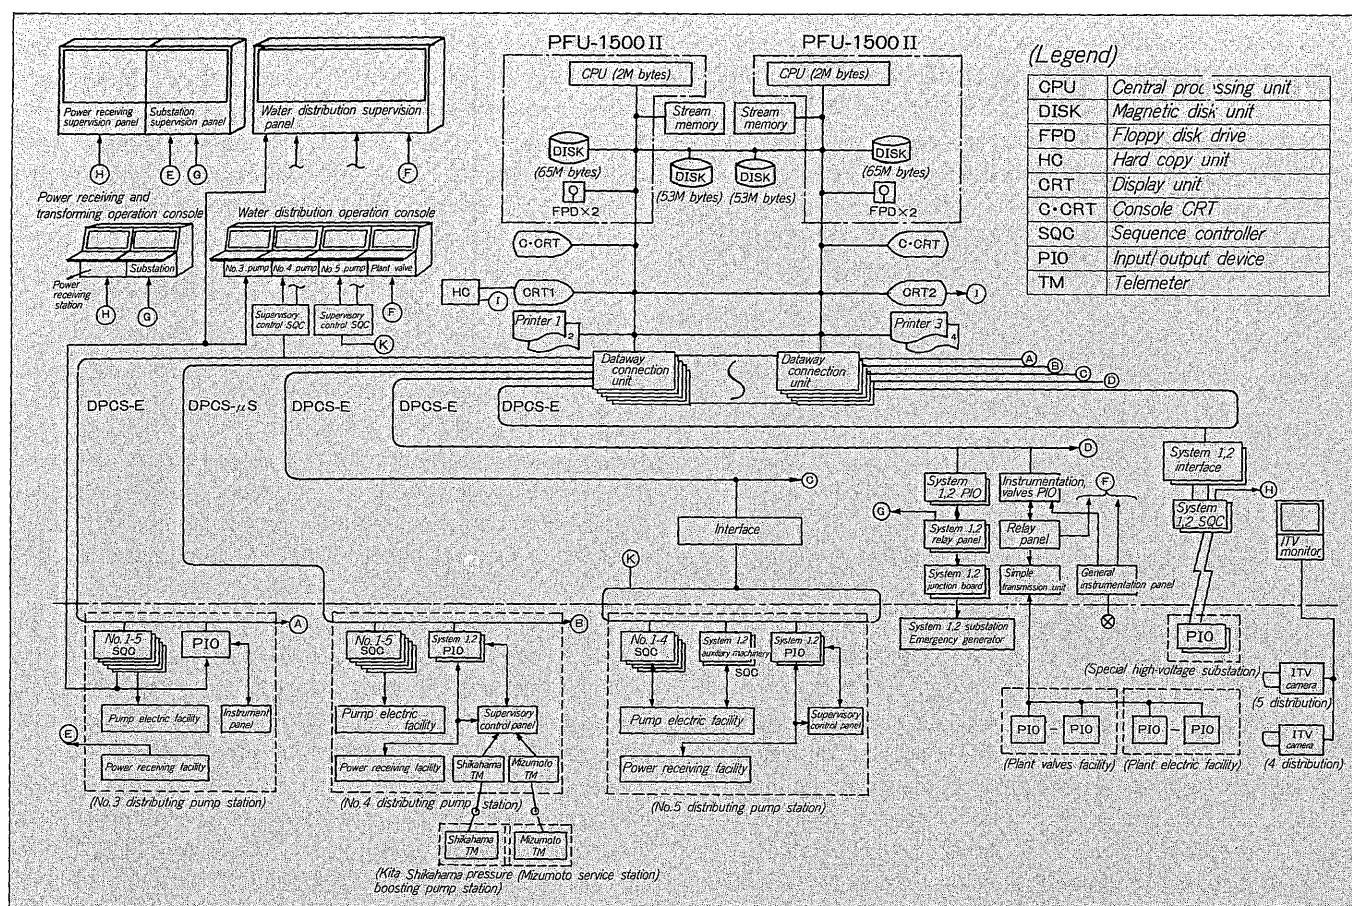 PFU-1500 II
PFU-1500 II
CPU (2M bytes)
CPU (2M bytes)
Stream
memory
Stream
memory
DISK
(65M bytes)
DISK
(53M bytes)
DISK
(53M bytes)
DISK
(65M bytes)
FPD×2
FPD×2
C·CRT
C·CRT
HC
I
CRT1
CRT2
I
Printer 1
2
Printer 3
4
Dataway
connection
unit
Dataway
connection
unit
A
B
C
D
(Legend)
CPU Central processing unit
DISK Magnetic disk unit
FPD Floppy disk drive
HC Hard copy unit
CRT Display unit
C·CRT Console CRT
SQC Sequence controller
PIO Input/output device
TM Telemeter
Power receiving
supervision panel
Substation
supervision panel
Water distribution supervision
panel
H
E
G
F
Power receiving and
transforming operation console
Substation
Power
receiving
station
H
G
Water distribution operation console
No.3 pump
No.4 pump
No.5 pump
Plant valve
Supervisory
control SQC
Supervisory
control SQC
F
K
DPCS-E
DPCS-μS
DPCS-E
DPCS-E
DPCS-E
D
C
Interface
K
System 1,2
PIO
Instrumentation,
valves PIO
F
G
System 1,2
relay panel
Relay
panel
System 1,2
junction board
Simple
transmission unit
General
instrumentation panel
System 1,2 substation
Emergency generator
System 1,2
interface
System
1,2 SQC
H
ITV
monitor
PIO
(Special high-voltage substation)
ITV
camera
(5 distribution)
ITV
camera
(4 distribution)
PIO
PIO
(Plant valves facility)
PIO
PIO
(Plant electric facility)
A
No.1-5
SQC
PIO
Pump electric facility
Instrument
panel
E
Power receiving facility
(No.3 distributing pump station)
B
No.1-5
SQC
System 1,2
PIO
Pump electric
facility
Supervisory
control panel
Power receiving facility
Shikahama
TM
Mizumoto
TM
(No.4 distributing pump station)
Shikahama
TM
Mizumoto
TM
(Kita Shikahama pressure
boosting pump station)
(Mizumoto service station)
No.1-4
SQC
System 1,2
auxiliary machinery
SQC
System 1,2
PIO
Pump electric facility
Supervisory
control panel
Power receiving facility
(No.5 distributing pump station)